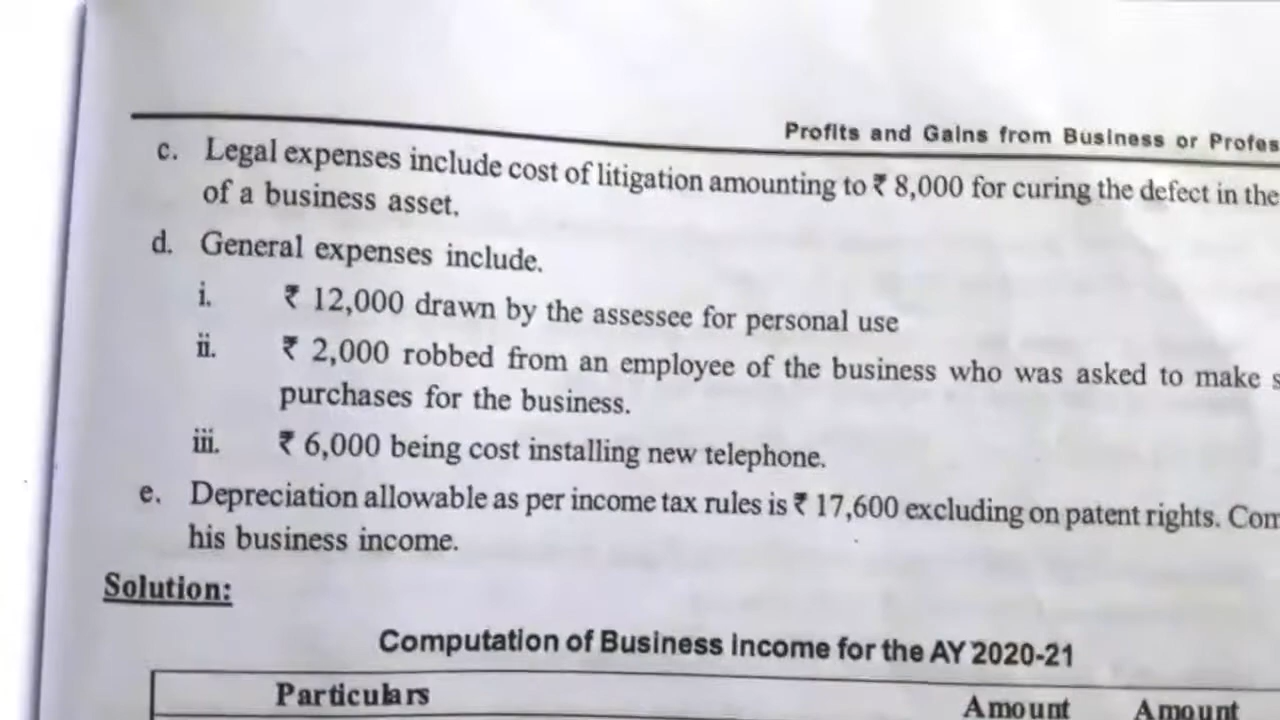 Profits and Gains from Business or
c. Legal expenses include cost of litigation amounting to ₹ 8,000 for curing the defect in the
of a business asset.
d. General expenses include.
i. ₹ 12,000 drawn by the assessee for personal use
ii. ₹ 2,000 robbed from an employee of the business who was asked to make
purchases for the business.
iii. ₹ 6,000 being cost installing new telephone.
e. Depreciation allowable as per income tax rules is ₹ 17,600 excluding on patent rights.
his business income.
Solution:
Computation of Business Income for the AY 2020-21
Particulars Amount Amount